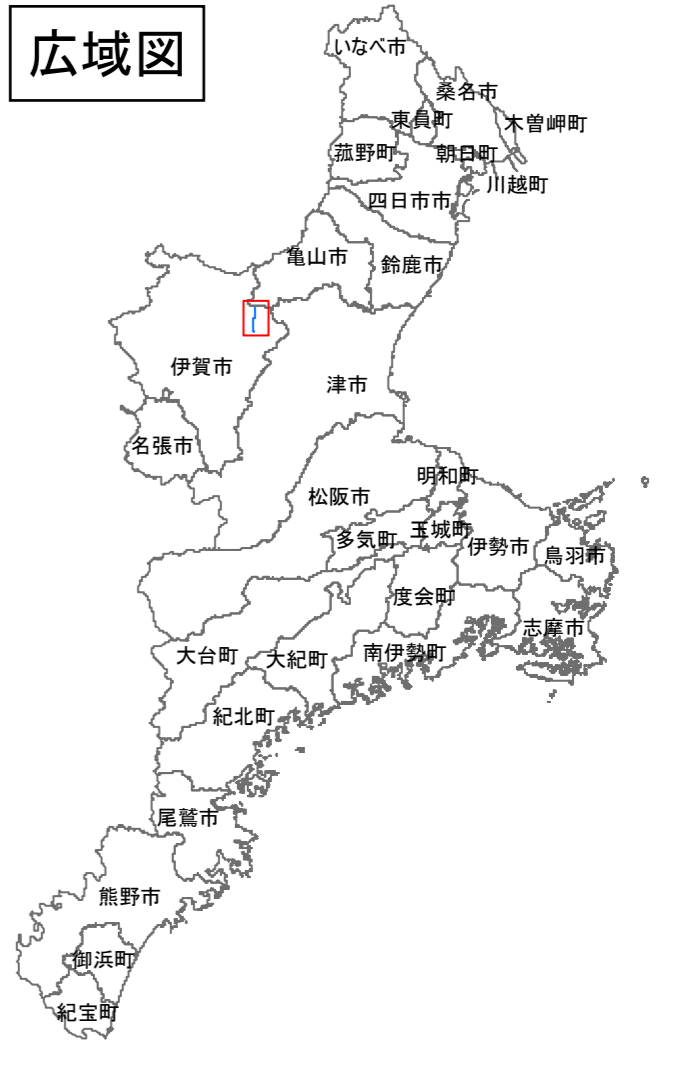 広域図
いなべ市
桑名市
東員町
木曽岬町
菰野町
朝日町
川越町
四日市市
亀山市
鈴鹿市
伊賀市
津市
名張市
明和町
松阪市
玉城町
多気町
伊勢市
鳥羽市
度会町
志摩市
大台町
大紀町
南伊勢町
紀北町
尾鷲市
熊野市
御浜町
紀宝町